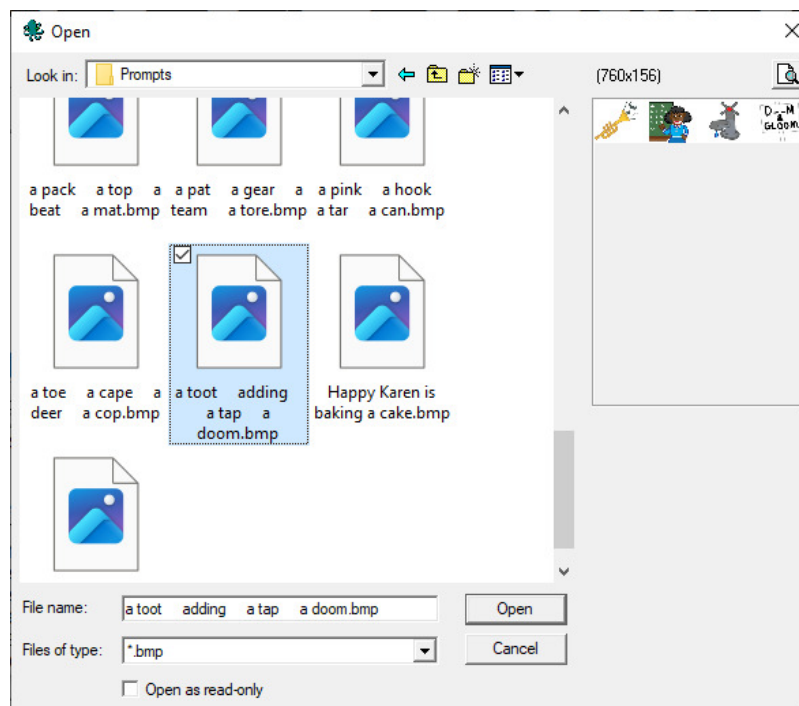 Open
Look in: Prompts (760x156)
a pack a top a a pat a gear a a pink a hook
beat a mat.bmp team a tore.bmp a tar a can.bmp
D--M
&
GLOOM
a toe a cape a a toot adding Happy Karen is
deer a cop.bmp a tap a baking a cake.bmp
doom.bmp
File name: a toot adding a tap a doom.bmp Open
Files of type: *.bmp Cancel
Open as read-only